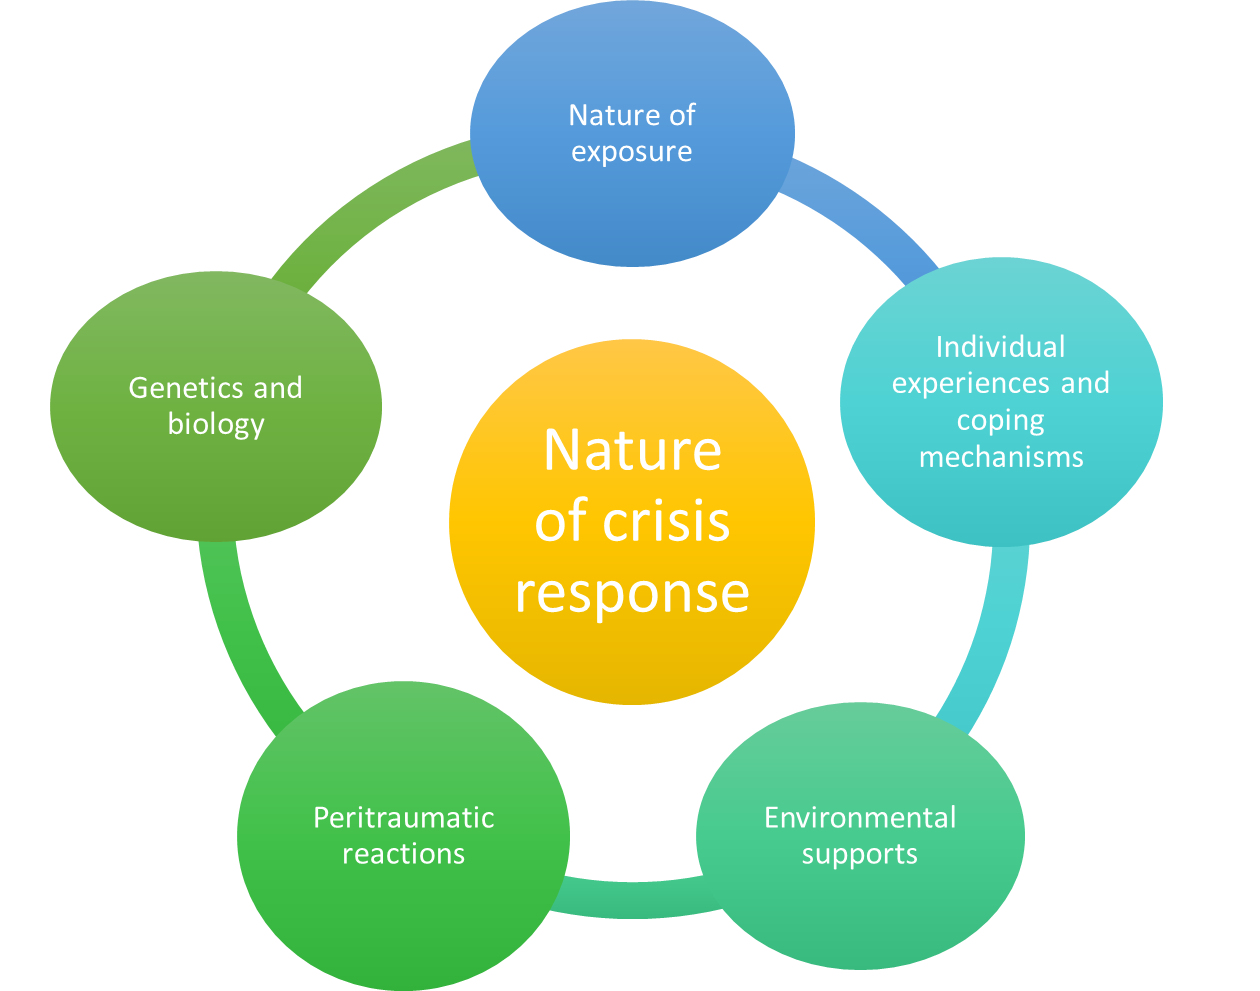 Nature of
exposure
Individual
experiences and
coping
mechanisms
Genetics and
biology
Nature
of crisis
response
Peritraumatic
reactions
Environmental
supports